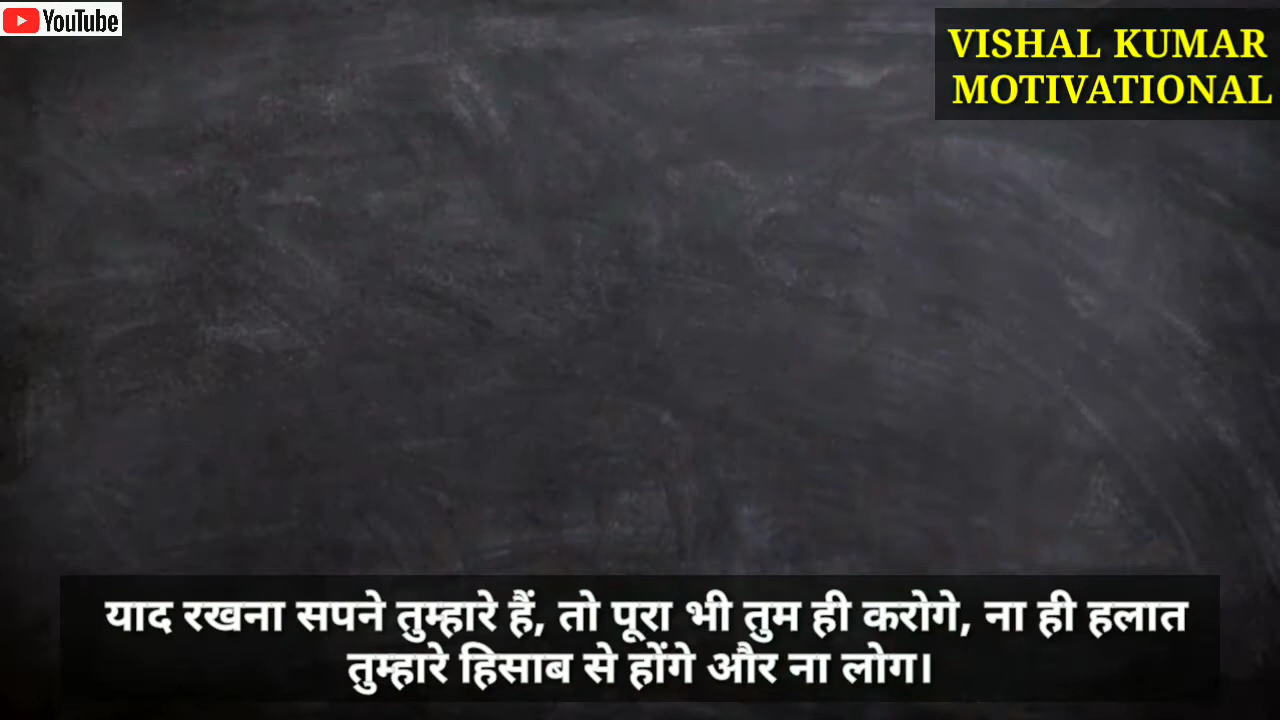 YouTube
VISHAL KUMAR
MOTIVATIONAL
याद रखना सपने तुम्हारे हैं, तो पूरा भी तुम ही करोगे, ना ही हलात
तुम्हारे हिसाब से होंगे और ना लोग।